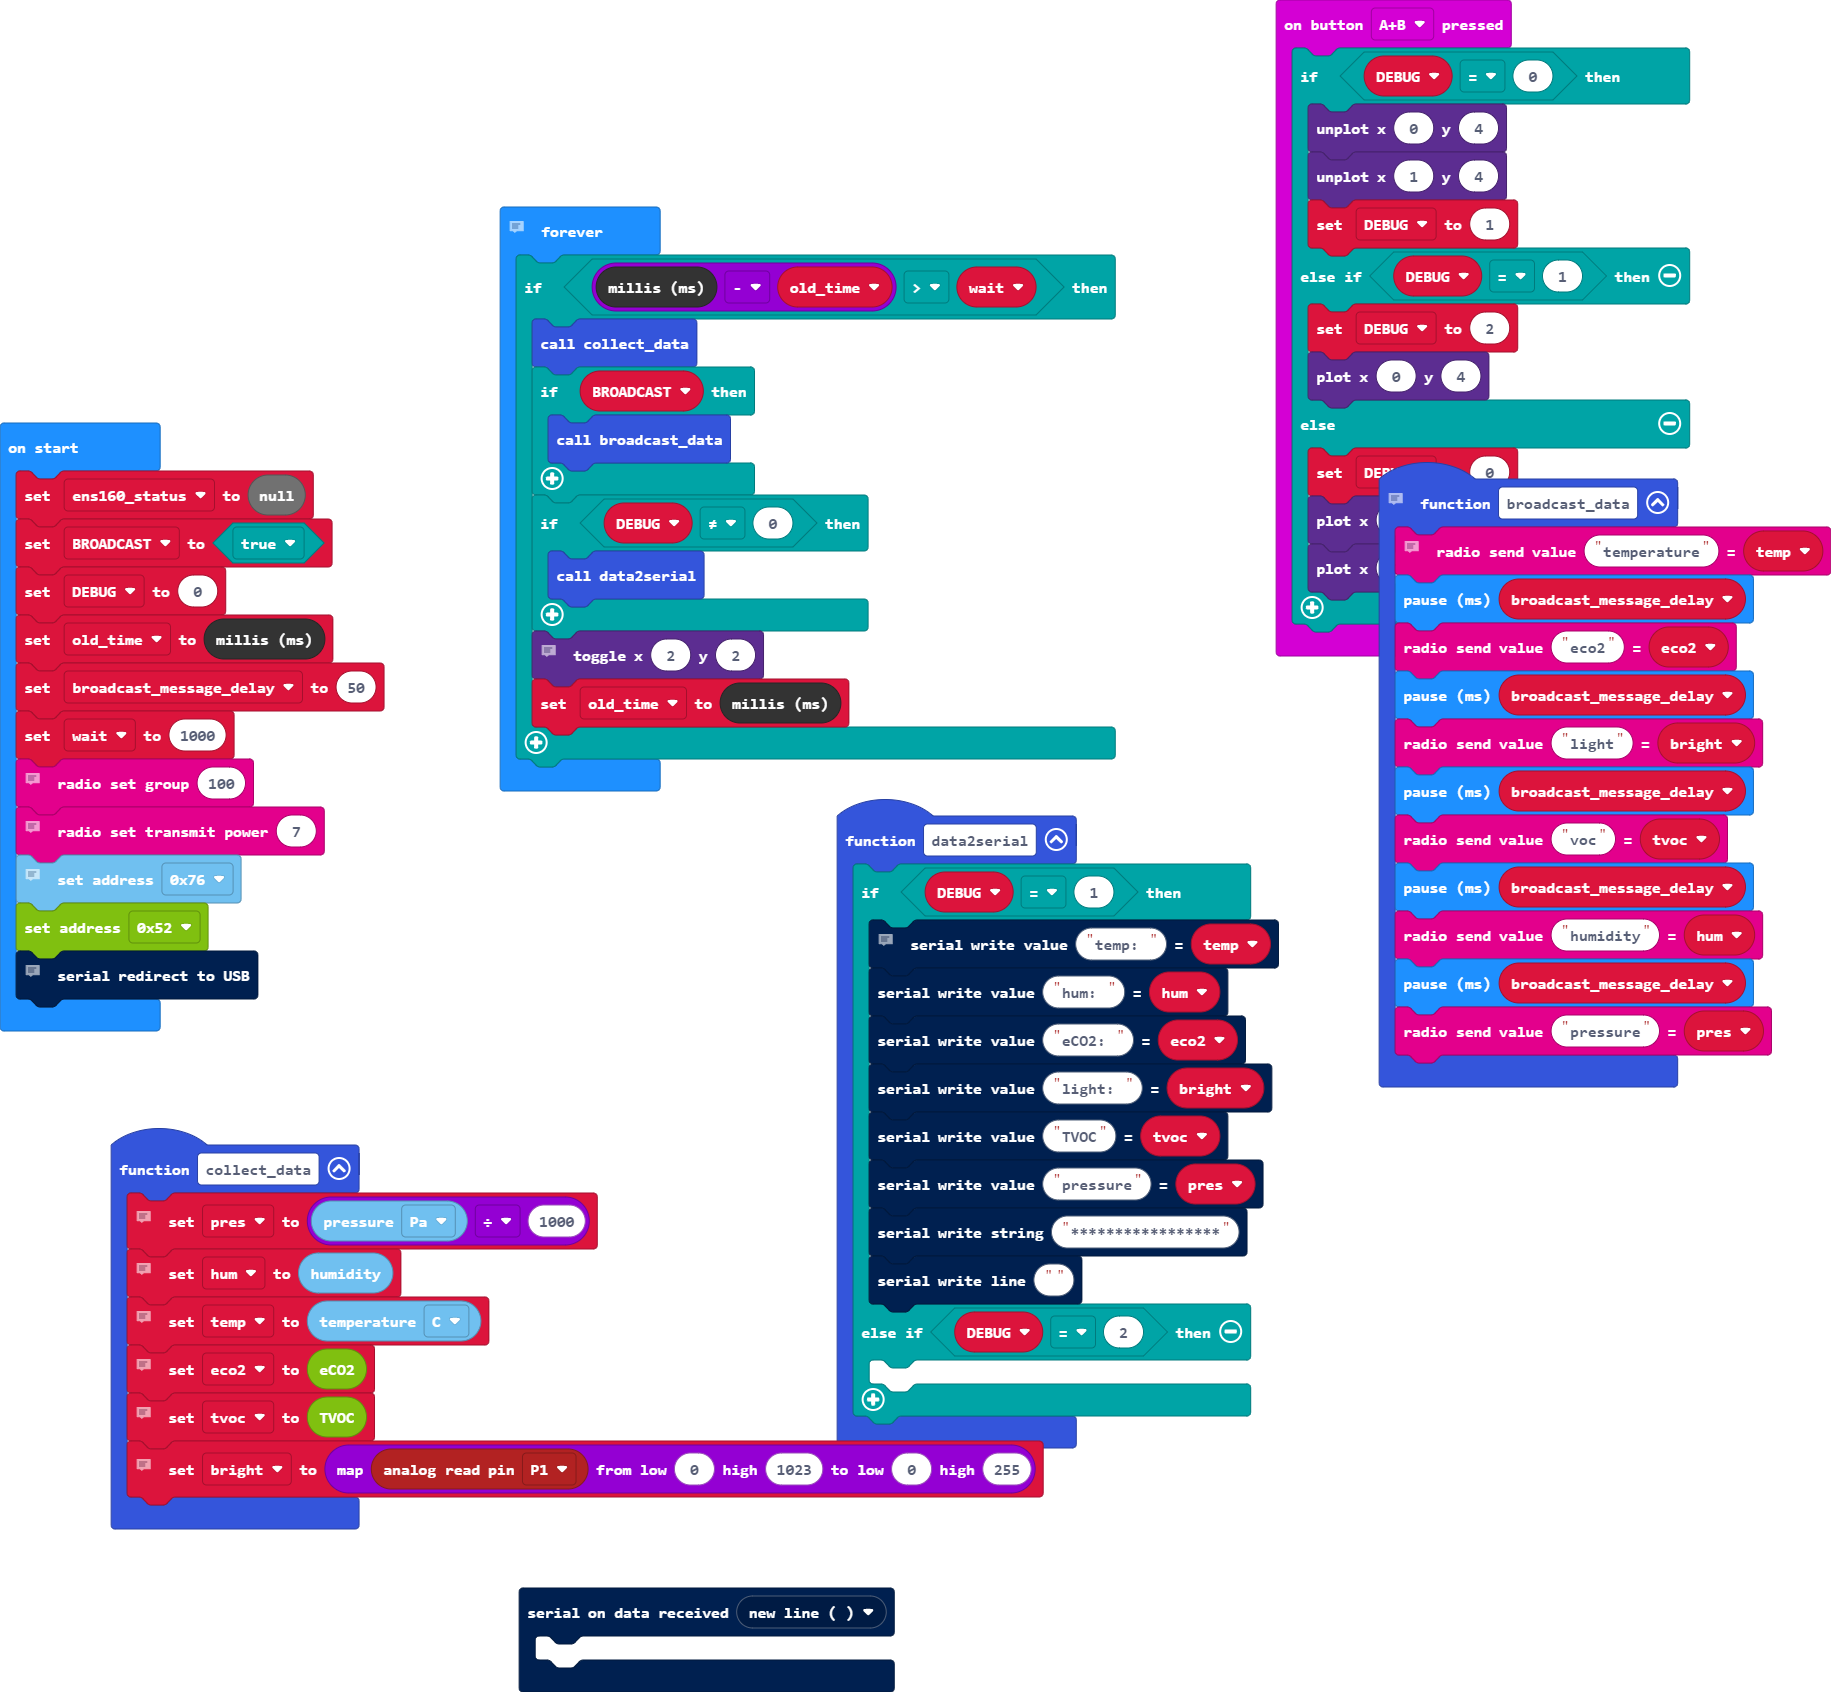 on start
set ens160_status to null
set BROADCAST to true
set DEBUG to 0
set old_time to millis (ms)
set broadcast_message_delay to 50
set wait to 1000
radio set group 100
radio set transmit power 7
set address 0x76
set address 0x52
serial redirect to USB
forever
if millis (ms) - old_time > wait then
call collect_data
if BROADCAST then
call broadcast_data
if DEBUG ≠ 0 then
call data2serial
toggle x 2 y 2
set old_time to millis (ms)
on button A+B pressed
if DEBUG = 0 then
unplot x 0 y 4
unplot x 1 y 4
set DEBUG to 1
else if DEBUG = 1 then
set DEBUG to 2
plot x 0 y 4
else
set 0
plot x
plot x
function broadcast_data
radio send value "temperature" = temp
pause (ms) broadcast_message_delay
radio send value "eco2" = eco2
pause (ms) broadcast_message_delay
radio send value "light" = bright
pause (ms) broadcast_message_delay
radio send value "voc" = tvoc
pause (ms) broadcast_message_delay
radio send value "humidity" = hum
pause (ms) broadcast_message_delay
radio send value "pressure" = pres
function data2serial
if DEBUG = 1 then
serial write value "temp: " = temp
serial write value "hum: " = hum
serial write value "eCO2: " = eco2
serial write value "light: " = bright
serial write value "TVOC" = tvoc
serial write value "pressure" = pres
serial write string "*****************"
serial write line ""
else if DEBUG = 2 then
function collect_data
set pres to pressure Pa ÷ 1000
set hum to humidity
set temp to temperature C
set eco2 to eCO2
set tvoc to TVOC
set bright to map analog read pin P1 from low 0 high 1023 to low 0 high 255
serial on data received new line ( )